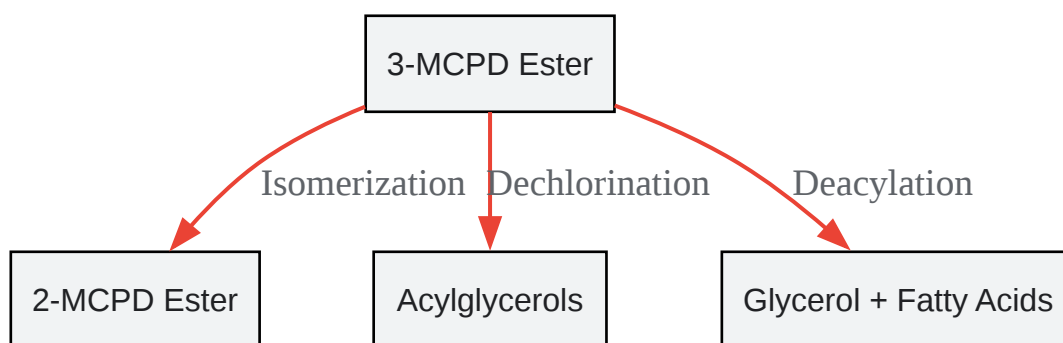 3-MCPD Ester
Isomerization
Dechlorination
Deacylation
2-MCPD Ester
Acylglycerols
Glycerol + Fatty Acids